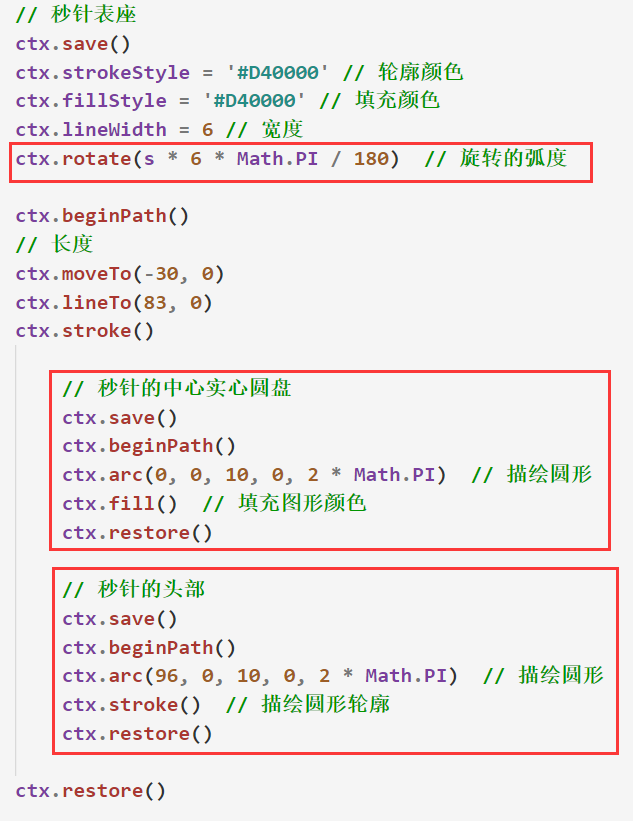 // 秒针表座
ctx.save()
ctx.strokeStyle = '#D40000' // 轮廓颜色
ctx.fillStyle = '#D40000' // 填充颜色
ctx.lineWidth = 6 // 宽度
ctx.rotate(s * 6 * Math.PI / 180)  // 旋转的弧度
ctx.beginPath()
// 长度
ctx.moveTo(-30, 0)
ctx.lineTo(83, 0)
ctx.stroke()
// 秒针的中心实心圆盘
ctx.save()
ctx.beginPath()
ctx.arc(0, 0, 10, 0, 2 * Math.PI)  // 描绘圆形
ctx.fill()  // 填充图形颜色
ctx.restore()
// 秒针的头部
ctx.save()
ctx.beginPath()
ctx.arc(96, 0, 10, 0, 2 * Math.PI)  // 描绘圆形
ctx.stroke()  // 描绘圆形轮廓
ctx.restore()
ctx.restore()